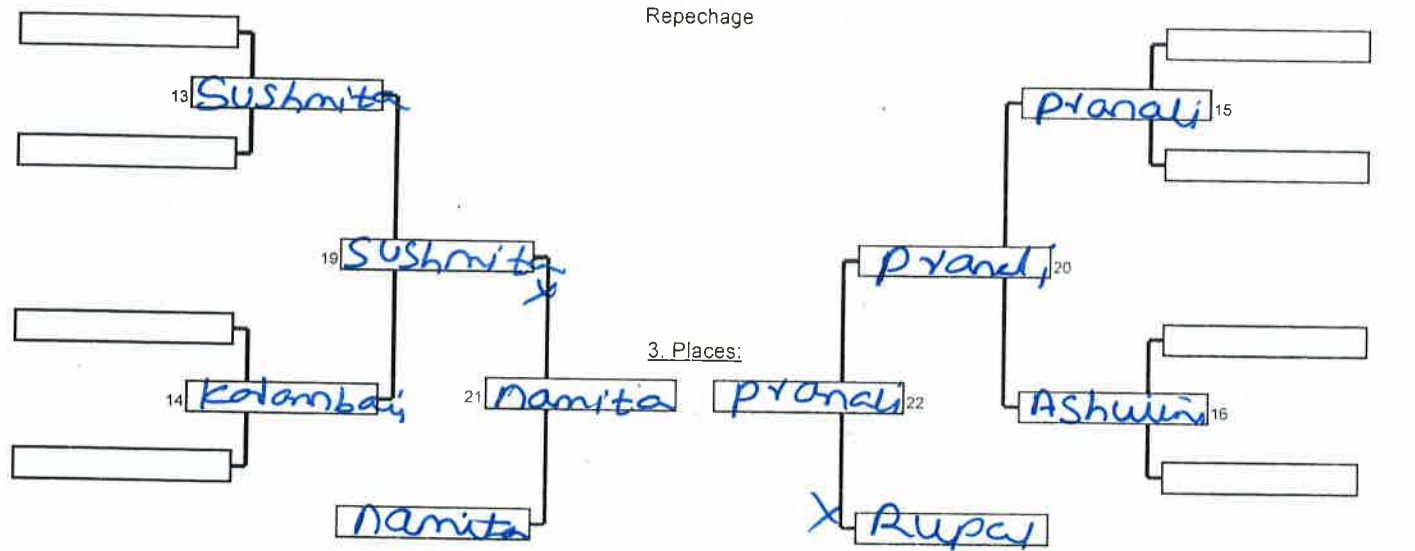 Repechage
13 Sushmita
Pranali 15
19 Sushmita
X
Pranali 20
3. Places:
14
21 Namita
Pranali 22
Ashwini 16
Namita
X Rupal